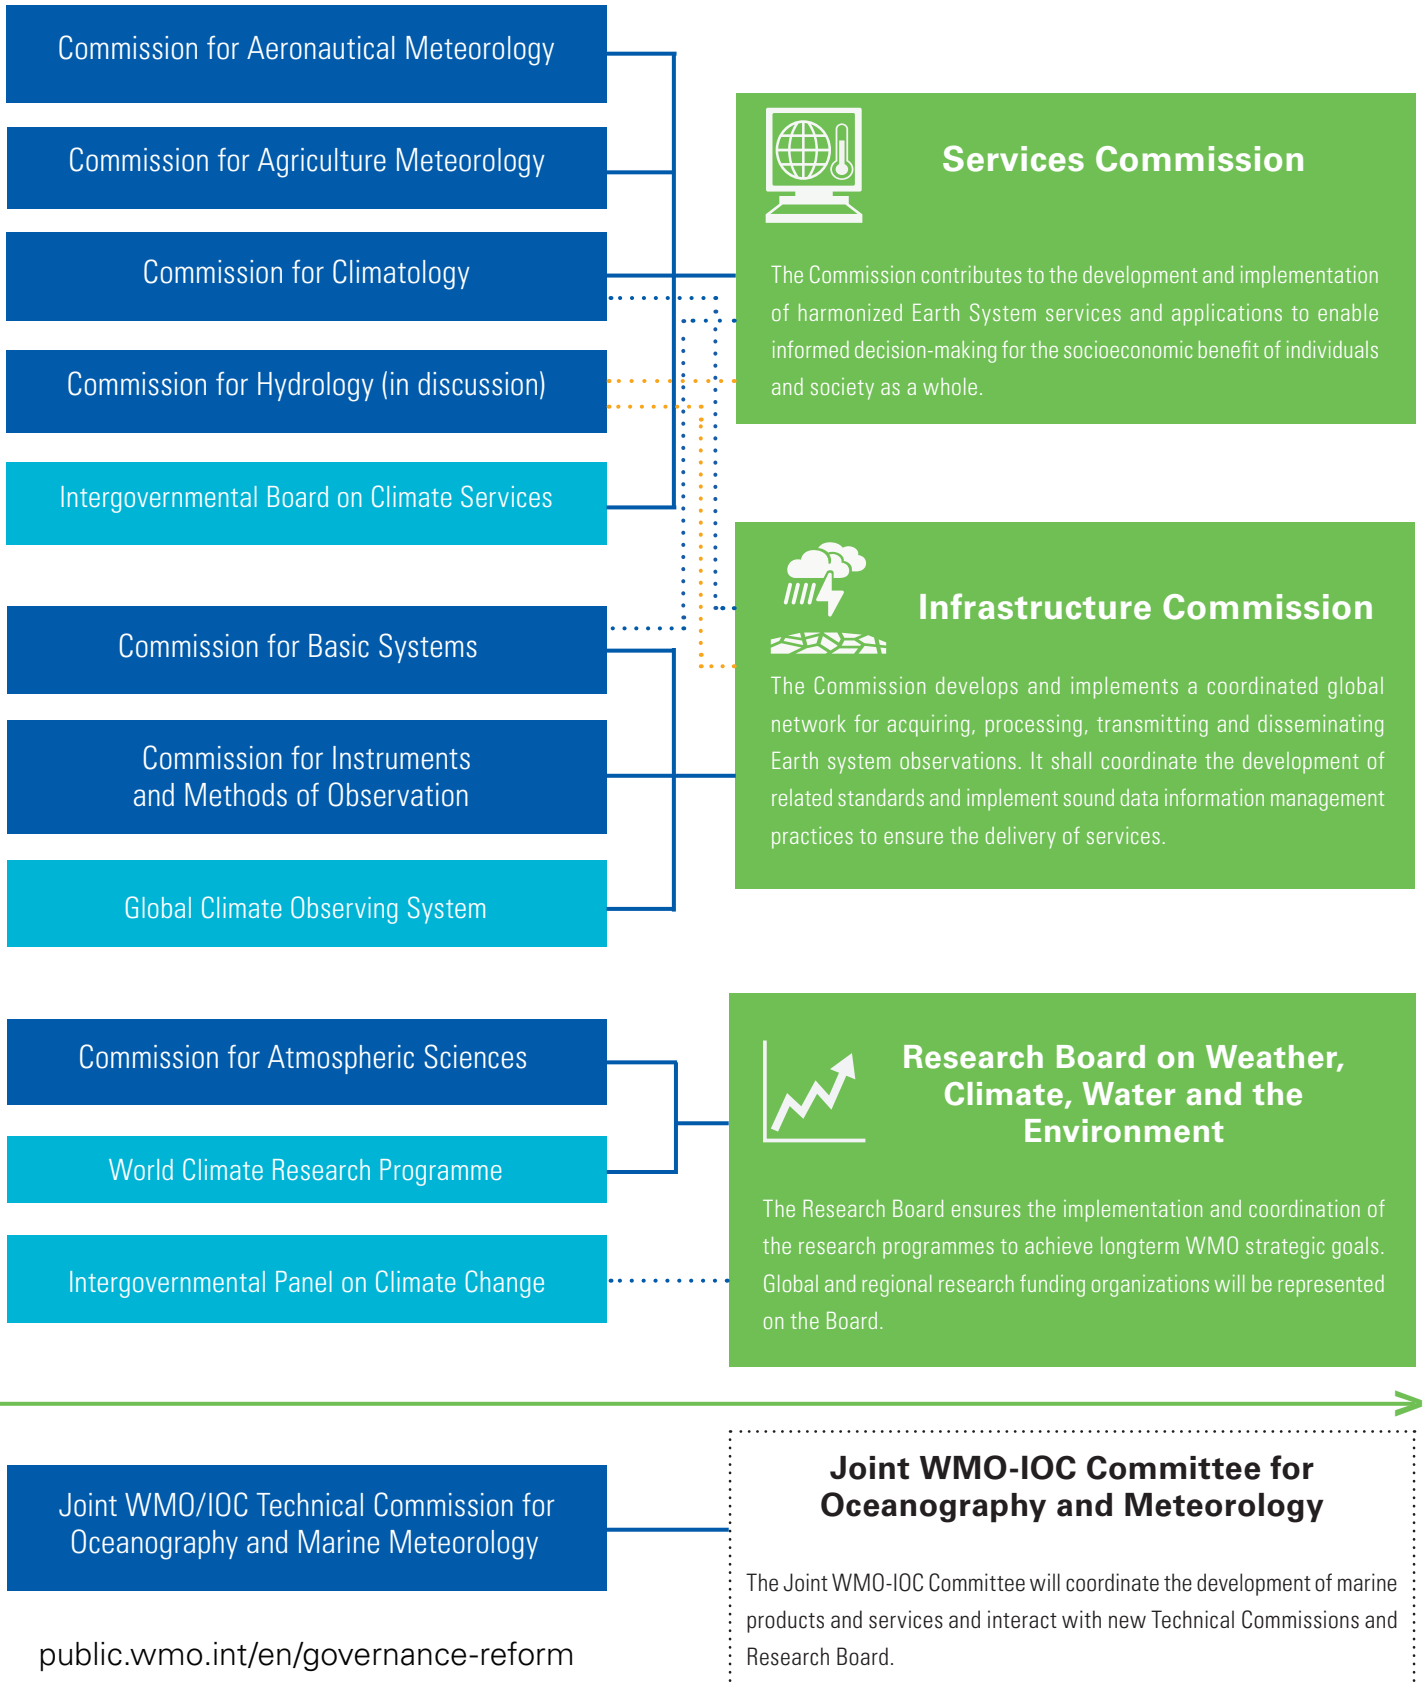 Commission for Aeronautical Meteorology
Commission for Agriculture Meteorology
Commission for Climatology
Commission for Hydrology (in discussion)
Intergovernmental Board on Climate Services
Services Commission
The Commission contributes to the development and implementation
of harmonized Earth System services and applications to enable
informed decision-making for the socioeconomic benefit of individuals
and society as a whole.
Commission for Basic Systems
Commission for Instruments
and Methods of Observation
Global Climate Observing System
Infrastructure Commission
The Commission develops and implements a coordinated global
network for acquiring, processing, transmitting and disseminating
Earth system observations. It shall coordinate the development of
related standards and implement sound data information management
practices to ensure the delivery of services.
Commission for Atmospheric Sciences
World Climate Research Programme
Intergovernmental Panel on Climate Change
Research Board on Weather,
Climate, Water and the
Environment
The Research Board ensures the implementation and coordination of
the research programmes to achieve longterm WMO strategic goals.
Global and regional research funding organizations will be represented
on the Board.
Joint WMO/IOC Technical Commission for
Oceanography and Marine Meteorology
Joint WMO-IOC Committee for
Oceanography and Meteorology
The Joint WMO-IOC Committee will coordinate the development of marine
products and services and interact with new Technical Commissions and
Research Board.
public.wmo.int/en/governance-reform